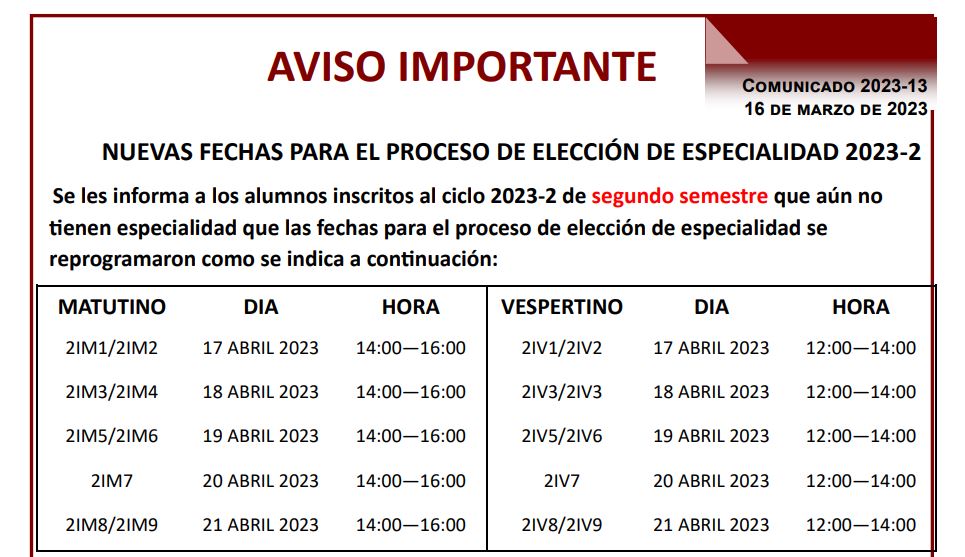 AVISO IMPORTANTE
COMUNICADO 2023-13
16 DE MARZO DE 2023
NUEVAS FECHAS PARA EL PROCESO DE ELECCIÓN DE ESPECIALIDAD 2023-2
Se les informa a los alumnos inscritos al ciclo 2023-2 de segundo semestre que aún no
tienen especialidad que las fechas para el proceso de elección de especialidad se
reprogramaron como se indica a continuación:
MATUTINO DIA HORA VESPERTINO DIA HORA
2IM1/2IM2 17 ABRIL 2023 14:00—16:00 2IV1/2IV2 17 ABRIL 2023 12:00—14:00
2IM3/2IM4 18 ABRIL 2023 14:00—16:00 2IV3/2IV3 18 ABRIL 2023 12:00—14:00
2IM5/2IM6 19 ABRIL 2023 14:00—16:00 2IV5/2IV6 19 ABRIL 2023 12:00—14:00
2IM7 20 ABRIL 2023 14:00—16:00 2IV7 20 ABRIL 2023 12:00—14:00
2IM8/2IM9 21 ABRIL 2023 14:00—16:00 2IV8/2IV9 21 ABRIL 2023 12:00—14:00